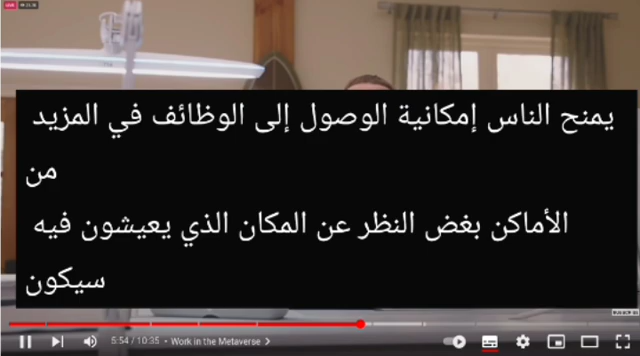 LIVE
يمنح الناس إمكانية الوصول إلى الوظائف في المزيد
من
الأماكن بغض النظر عن المكان الذي يعيشون فيه
سيكون
5:54 / 10:35 • Work in the Metaverse >